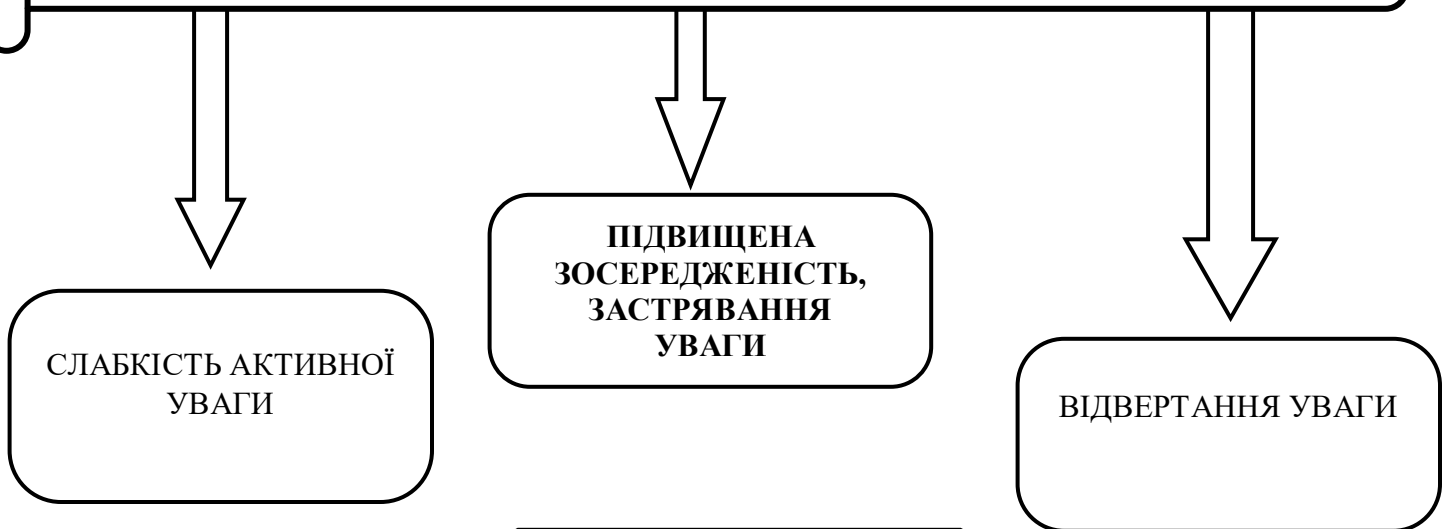 СЛАБКІСТЬ АКТИВНОЇ
УВАГИ
ПІДВИЩЕНА
ЗОСЕРЕДЖЕНІСТЬ,
ЗАСТРЯВАННЯ
УВАГИ
ВІДВЕРТАННЯ УВАГИ